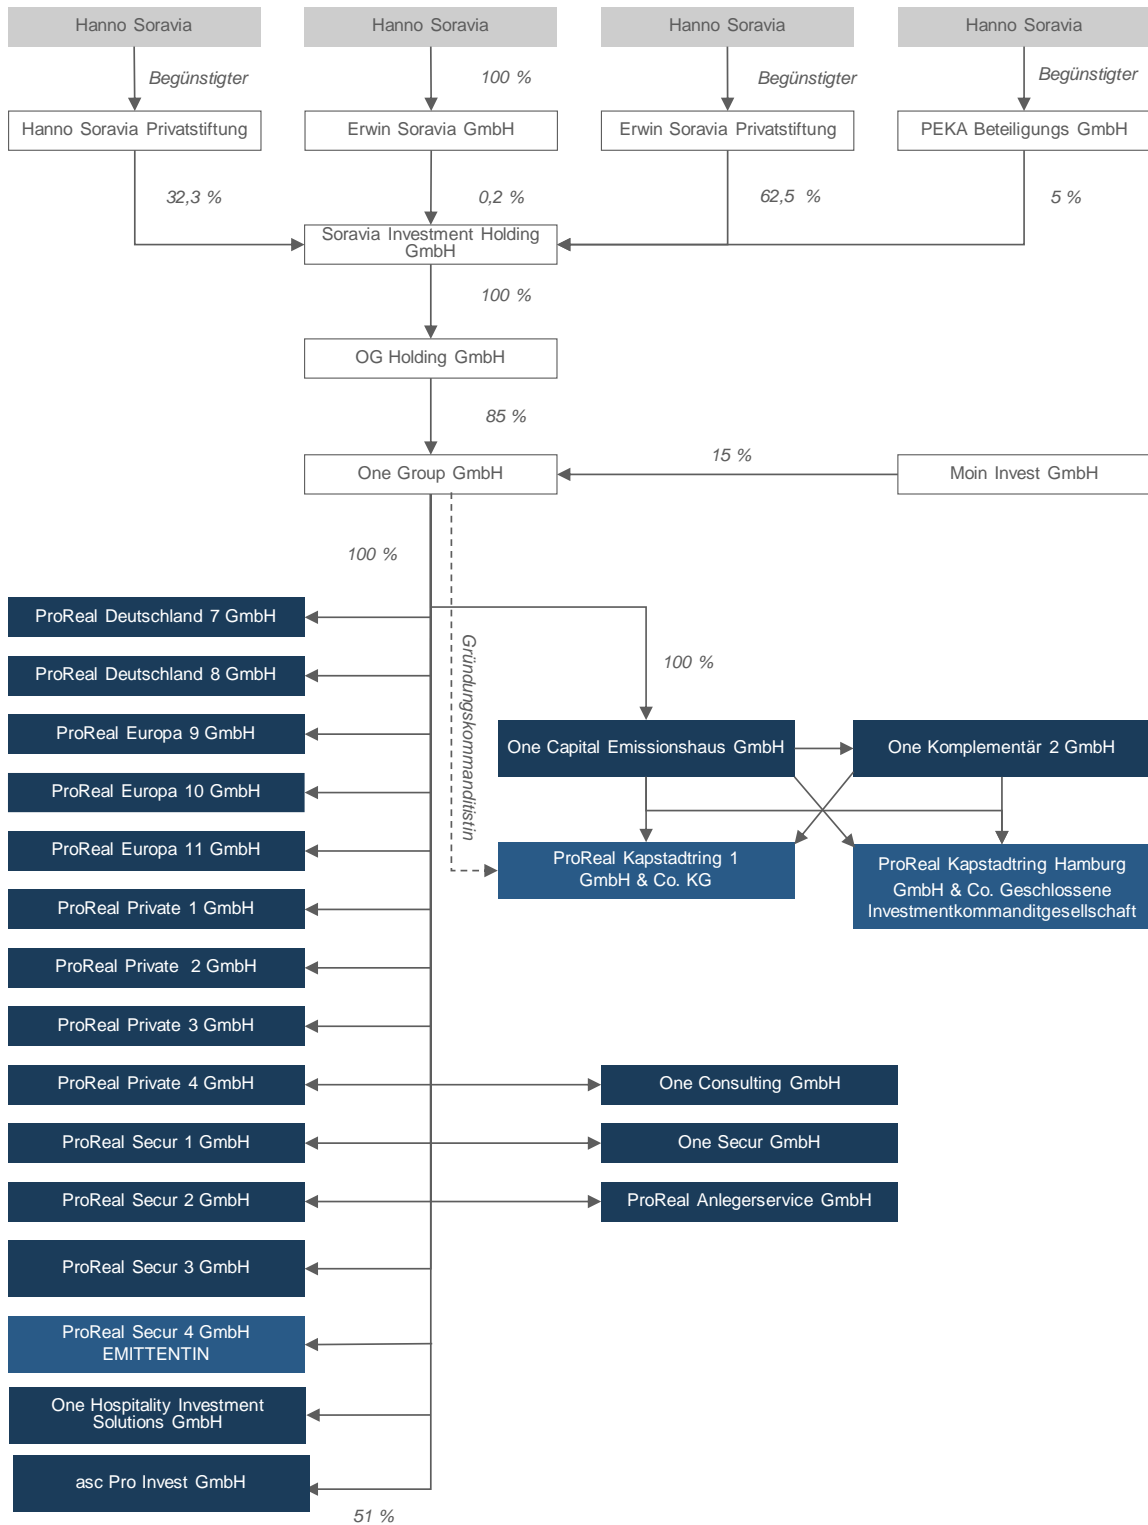 Hanno Soravia
Hanno Soravia
Hanno Soravia
Hanno Soravia
Begünstigter
100 %
Begünstigter
Begünstigter
Hanno Soravia Privatstiftung
Erwin Soravia GmbH
Erwin Soravia Privatstiftung
PEKA Beteiligungs GmbH
32,3 %
0,2 %
62,5 %
5 %
Soravia Investment Holding
GmbH
100 %
OG Holding GmbH
85 %
15 %
One Group GmbH
Moin Invest GmbH
100 %
ProReal Deutschland 7 GmbH
Gründungskommanditistin
100 %
ProReal Deutschland 8 GmbH
ProReal Europa 9 GmbH
One Capital Emissionshaus GmbH
One Komplementär 2 GmbH
ProReal Europa 10 GmbH
ProReal Europa 11 GmbH
ProReal Kapstadtring 1
GmbH & Co. KG
ProReal Kapstadtring Hamburg
GmbH & Co. Geschlossene
Investmentkommanditgesellschaft
ProReal Private 1 GmbH
ProReal Private 2 GmbH
ProReal Private 3 GmbH
ProReal Private 4 GmbH
One Consulting GmbH
ProReal Secur 1 GmbH
One Secur GmbH
ProReal Secur 2 GmbH
ProReal Anlegerservice GmbH
ProReal Secur 3 GmbH
ProReal Secur 4 GmbH
EMITTENTIN
One Hospitality Investment
Solutions GmbH
asc Pro Invest GmbH
51 %